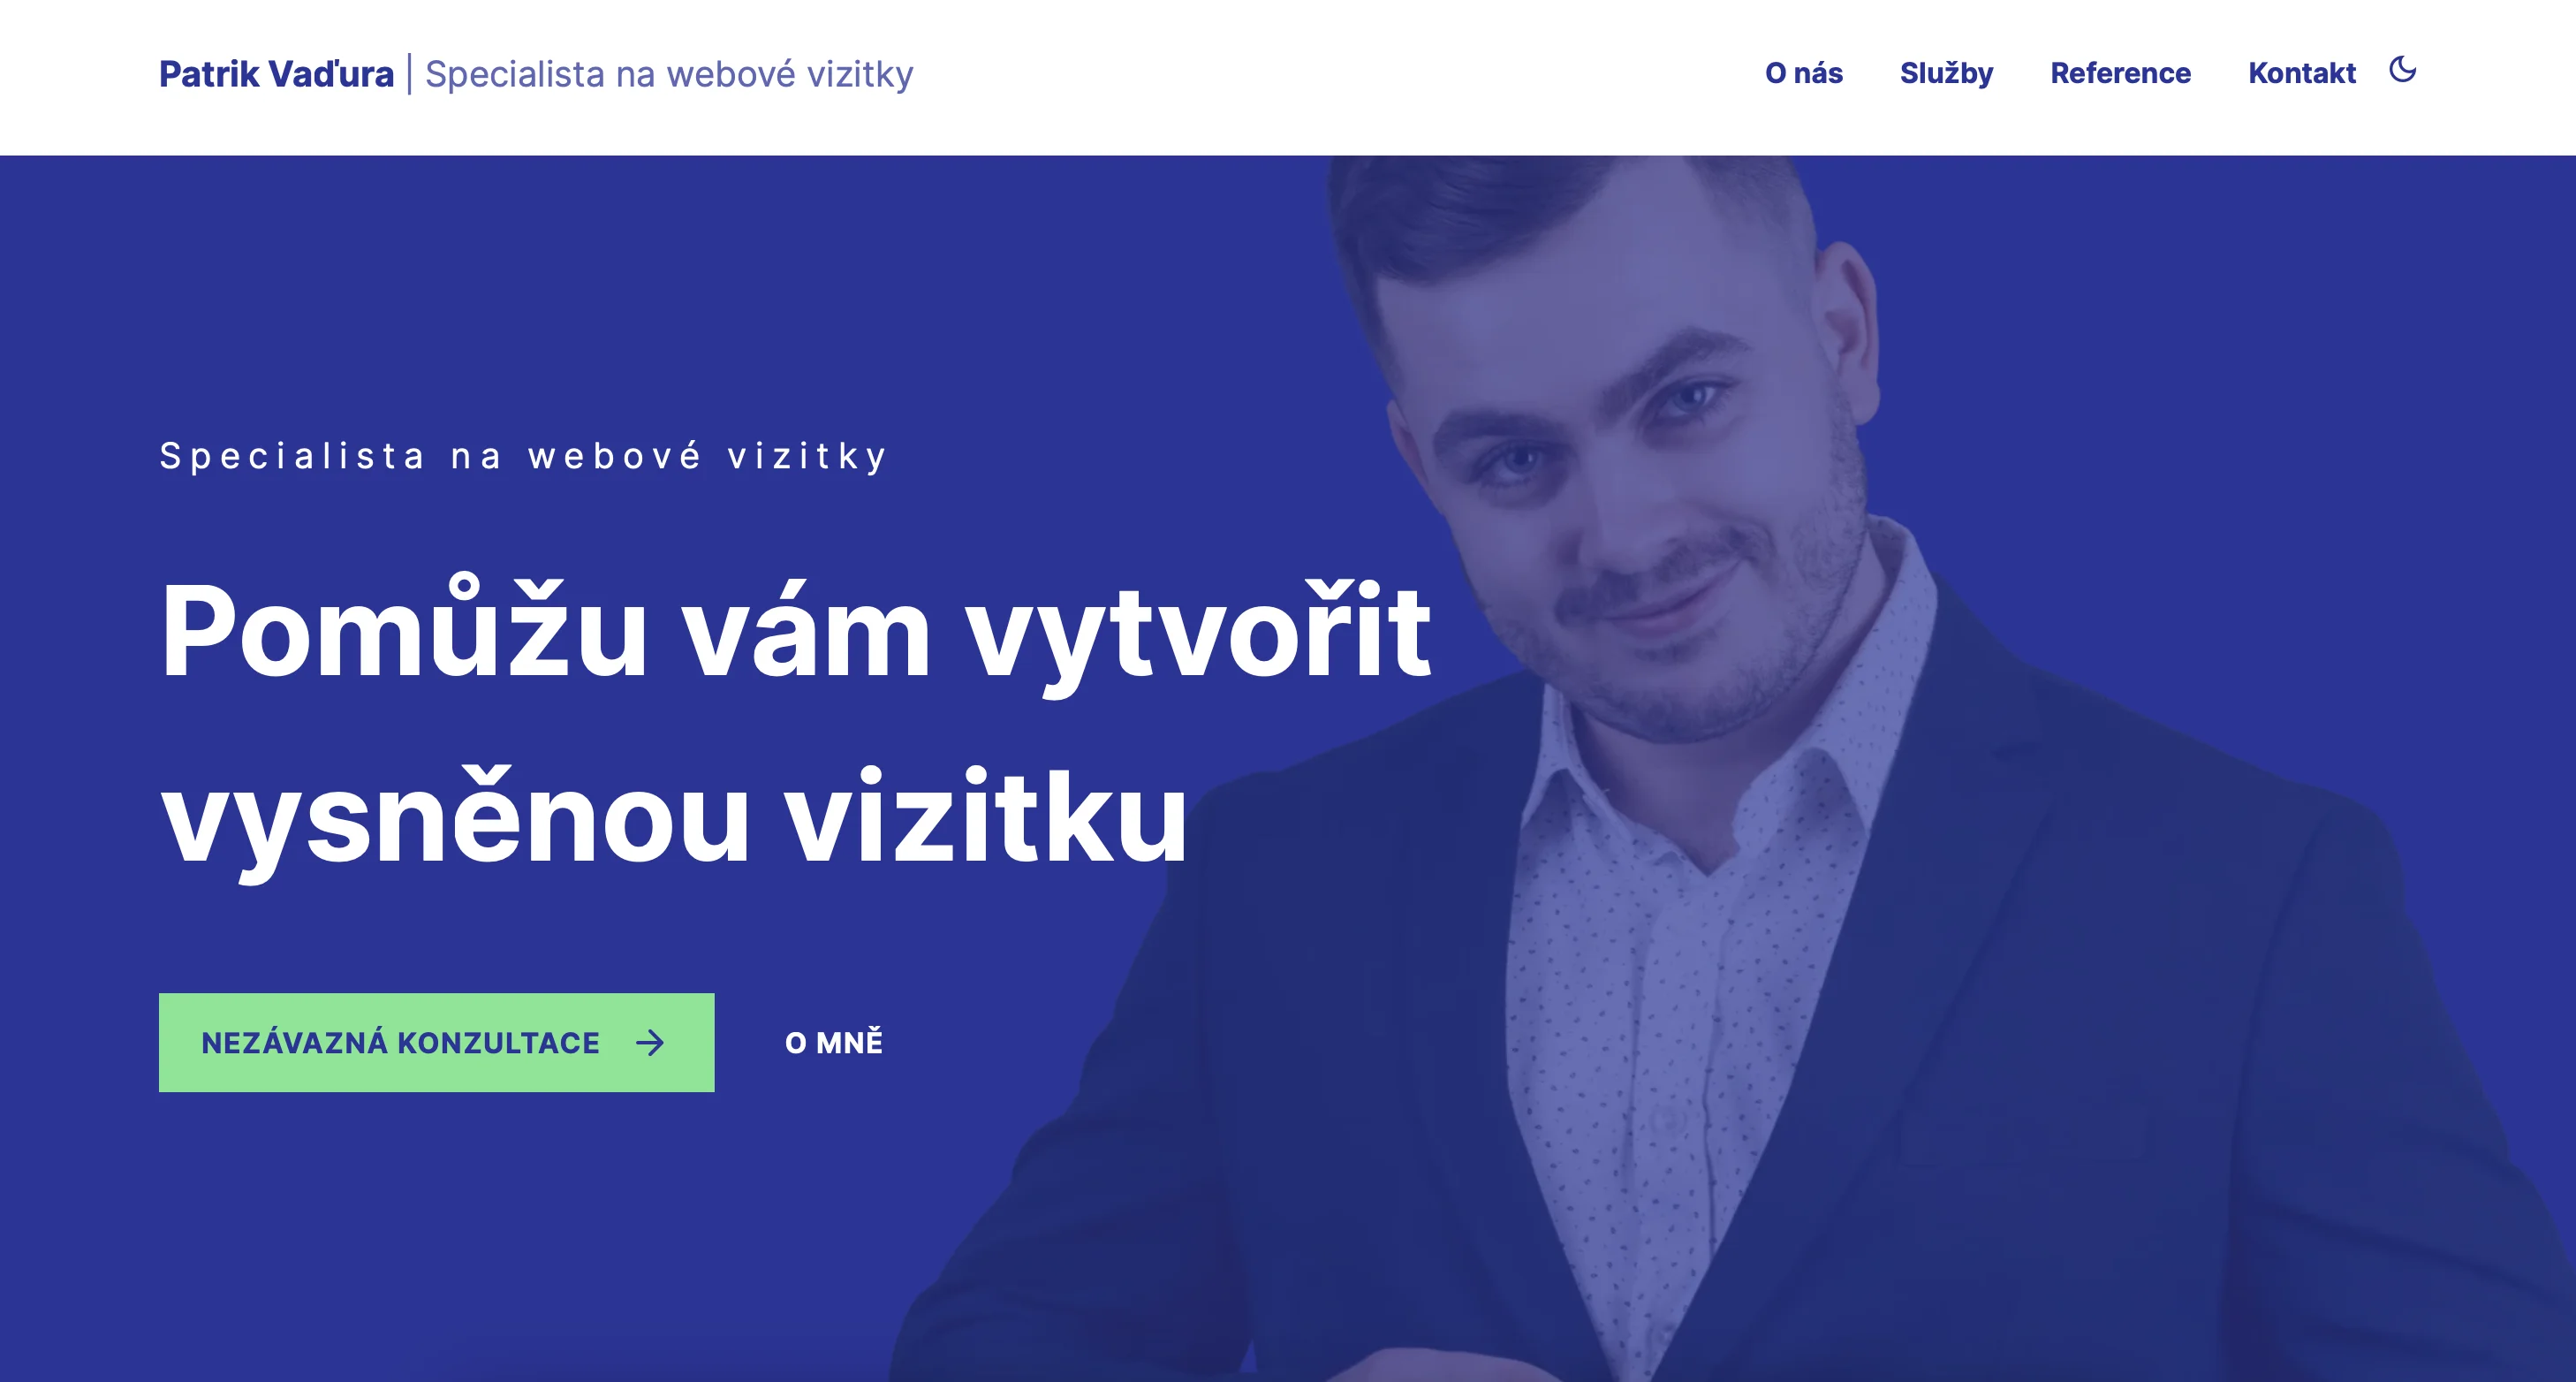 Patrik Vaďura | Specialista na webové vizitky
O nás Služby Reference Kontakt
Specialista na webové vizitky
Pomůžu vám vytvořit
vysněnou vizitku
NEZÁVAZNÁ KONZULTACE
O MNĚ